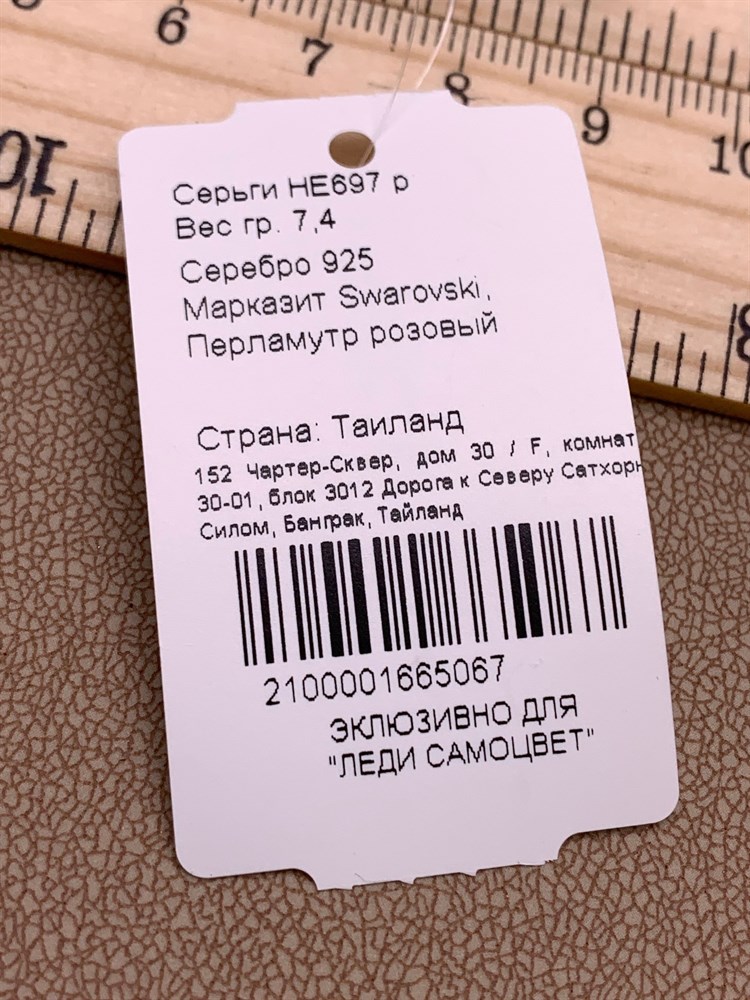 6 7 8 9 10
10
8
Серьги НЕ697 р
Вес гр. 7,4
Серебро 925
Марказит Swarovski,
Перламутр розовый
Страна: Таиланд
152 Чартер-Сквер, дом 30 / F, комнат
30-01, блок 3012 Дорога к Северу Сатхорн
Силом, Банграк, Тайланд
2100001665067
ЭКЛЮЗИВНО ДЛЯ
"ЛЕДИ САМОЦВЕТ"